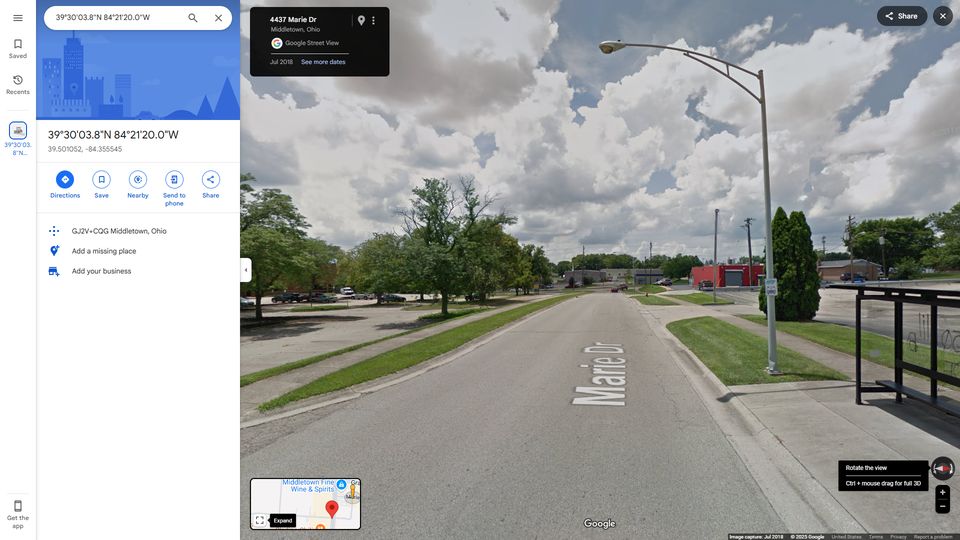 39°30'03.8"N 84°21'20.0"W
Saved
Recents
39°30'03.
8"N...
39°30'03.8"N 84°21'20.0"W
39.501052, -84.355545
Directions
Save
Nearby
Send to
phone
Share
GJ2V+CQG Middletown, Ohio
Add a missing place
Add your business
Get the
app
4437 Marie Dr
Middletown, Ohio
Google Street View
Jul 2018 See more dates
Share
Marie Dr
Middletown Fine
Wine & Spirits
Expand
Rotate the view
Ctrl + mouse drag for full 3D
Google
Image capture: Jul 2018 © 2025 Google United States Terms Privacy Report a problem